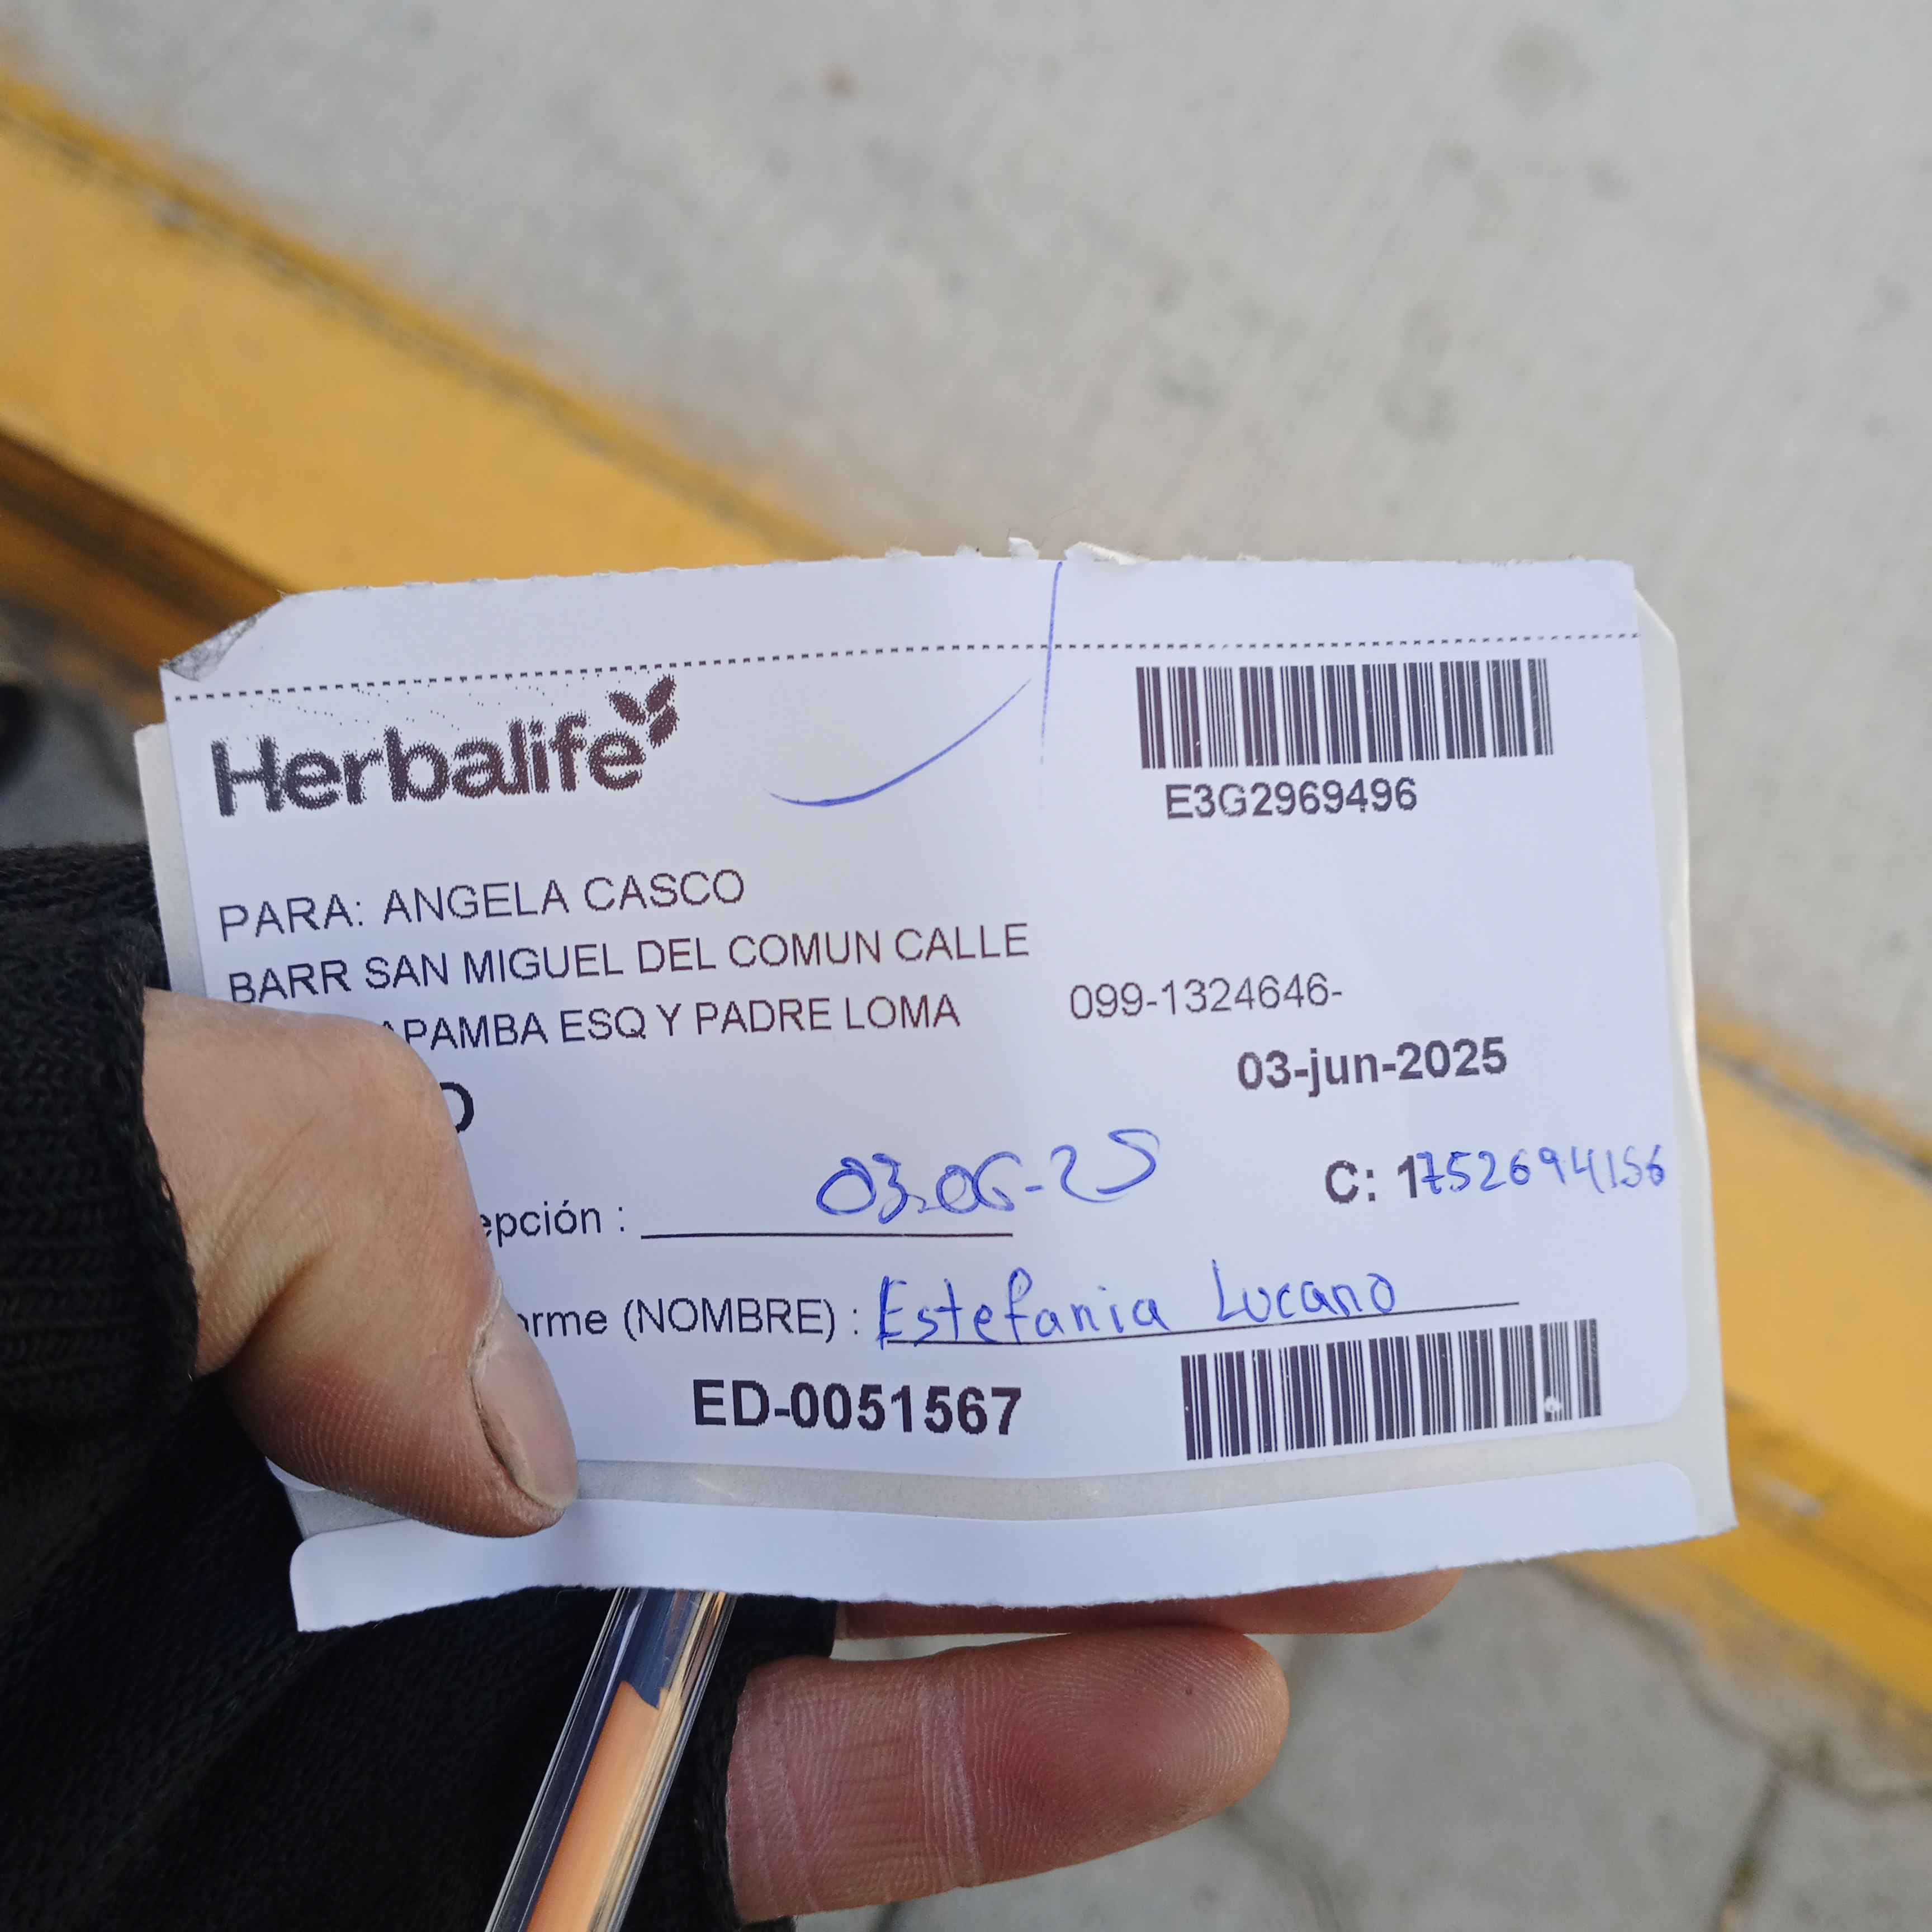 Herbalife
E3G2969496
PARA: ANGELA CASCO
BARR SAN MIGUEL DEL COMUN CALLE
APAMBA ESQ Y PADRE LOMA 099-1324646-
03-jun-2025
O
epción : 03-06-25 C: 1752694156
orme (NOMBRE) : Estefania Lucano
ED-0051567